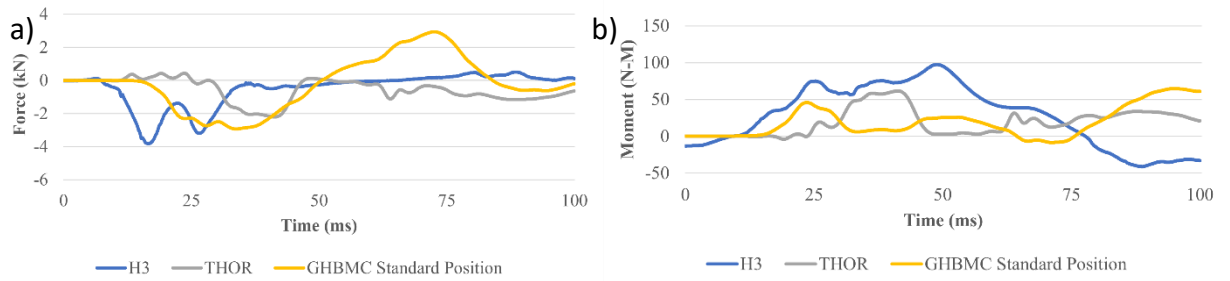 a)
Force (kN)
4
2
0
-2
-4
-6
0 25 50 75 100
Time (ms)
H3 THOR GHBMC Standard Position
b)
Moment (N-M)
150
100
50
0
-50
0 25 50 75 100
Time (ms)
H3 THOR GHBMC Standard Position